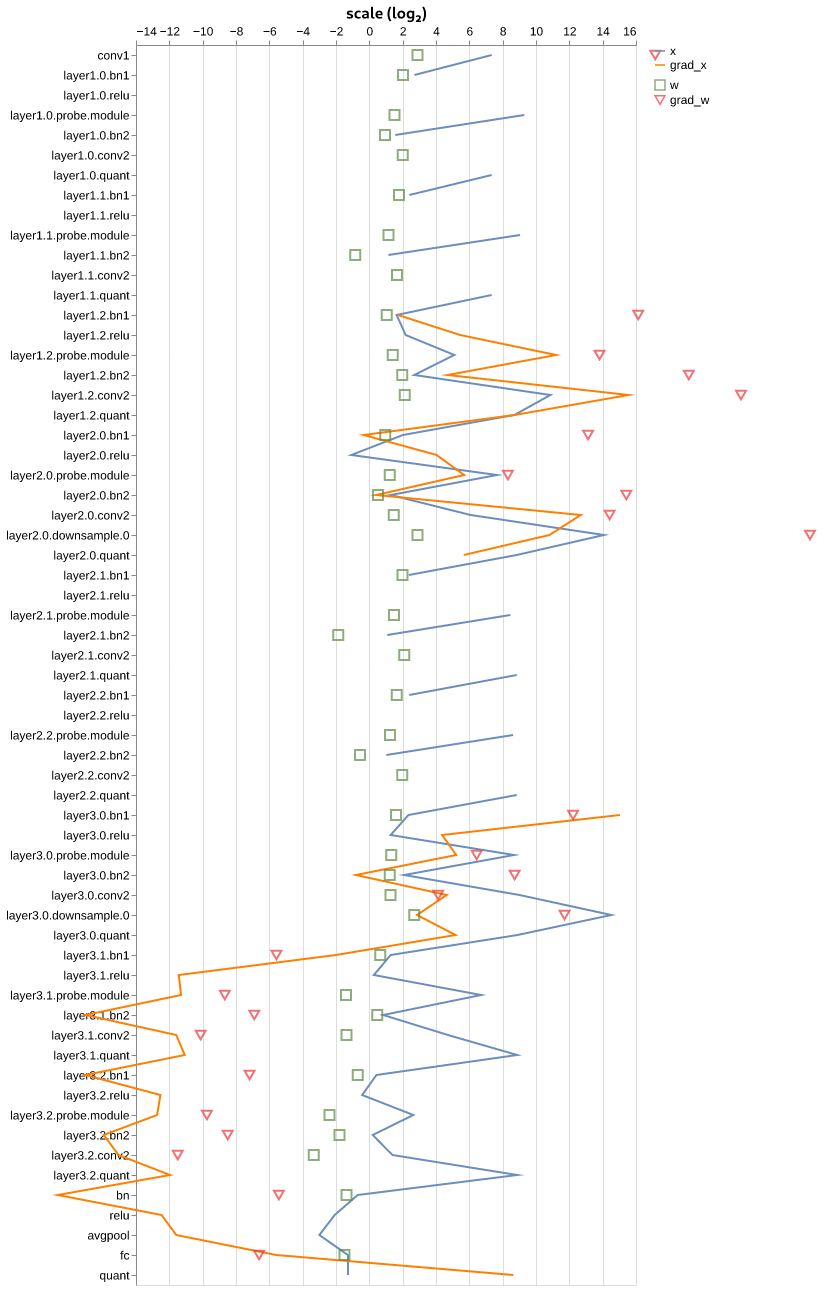 scale (log₂)
−14 −12 −10 −8 −6 −4 −2 0 2 4 6 8 10 12 14 16
x
grad_x
w
grad_w
conv1
layer1.0.bn1
layer1.0.relu
layer1.0.probe.module
layer1.0.bn2
layer1.0.conv2
layer1.0.quant
layer1.1.bn1
layer1.1.relu
layer1.1.probe.module
layer1.1.bn2
layer1.1.conv2
layer1.1.quant
layer1.2.bn1
layer1.2.relu
layer1.2.probe.module
layer1.2.bn2
layer1.2.conv2
layer1.2.quant
layer2.0.bn1
layer2.0.relu
layer2.0.probe.module
layer2.0.bn2
layer2.0.conv2
layer2.0.downsample.0
layer2.0.quant
layer2.1.bn1
layer2.1.relu
layer2.1.probe.module
layer2.1.bn2
layer2.1.conv2
layer2.1.quant
layer2.2.bn1
layer2.2.relu
layer2.2.probe.module
layer2.2.bn2
layer2.2.conv2
layer2.2.quant
layer3.0.bn1
layer3.0.relu
layer3.0.probe.module
layer3.0.bn2
layer3.0.conv2
layer3.0.downsample.0
layer3.0.quant
layer3.1.bn1
layer3.1.relu
layer3.1.probe.module
layer3.1.bn2
layer3.1.conv2
layer3.1.quant
layer3.2.bn1
layer3.2.relu
layer3.2.probe.module
layer3.2.bn2
layer3.2.conv2
layer3.2.quant
bn
relu
avgpool
fc
quant